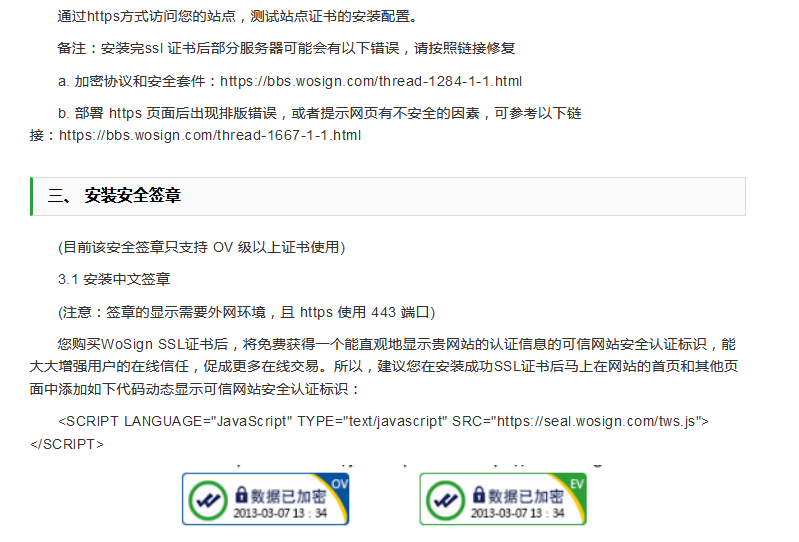 通过https方式访问您的站点，测试站点证书的安装配置。
备注：安装完ssl 证书后部分服务器可能会有以下错误，请按照链接修复
a. 加密协议和安全套件：https://bbs.wosign.com/thread-1284-1-1.html
b. 部署 https 页面后出现排版错误，或者提示网页有不安全的因素，可参考以下链
接：https://bbs.wosign.com/thread-1667-1-1.html
三、 安装安全签章
(目前该安全签章只支持 OV 级以上证书使用)
3.1 安装中文签章
(注意：签章的显示需要外网环境，且 https 使用 443 端口)
您购买WoSign SSL证书后，将免费获得一个能直观地显示贵网站的认证信息的可信网站安全认证标识，能
大大增强用户的在线信任，促成更多在线交易。所以，建议您在安装成功SSL证书后马上在网站的首页和其他页
面中添加如下代码动态显示可信网站安全认证标识：
<SCRIPT LANGUAGE="JavaScript" TYPE="text/javascript" SRC="https://seal.wosign.com/tws.js">
</SCRIPT>
数据已加密 OV
2013-03-07 13：34
数据已加密 EV
2013-03-07 13：34